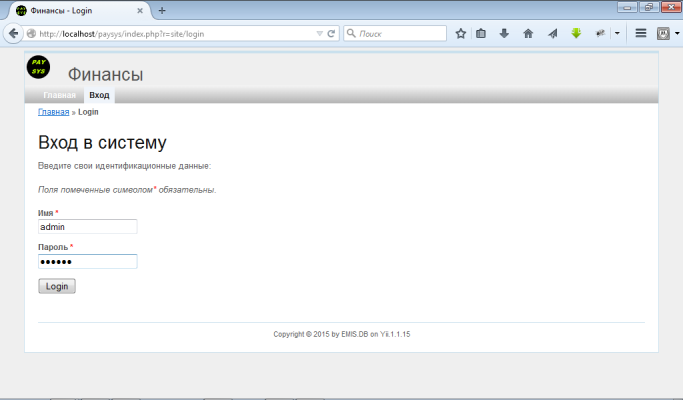 Финансы - Login
http://localhost/paysys/index.php?r=site/login
Поиск
PAY
SYS
Финансы
Главная Вход
Главная » Login
Вход в систему
Введите свои идентификационные данные:
Поля помеченные символом* обязательны.
Имя *
admin
Пароль *
••••••
Login
Copyright © 2015 by EMIS.DB on Yii.1.1.15